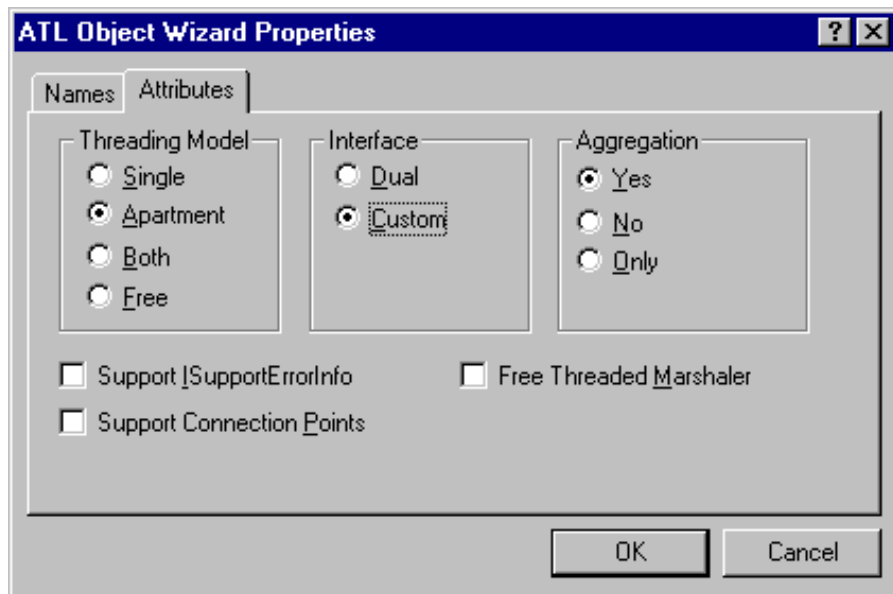 ATL Object Wizard Properties
Names Attributes
Threading Model Interface Aggregation
Single Dual Yes
Apartment Custom No
Both Only
Free
Support ISupportErrorInfo Free Threaded Marshaler
Support Connection Points
OK Cancel